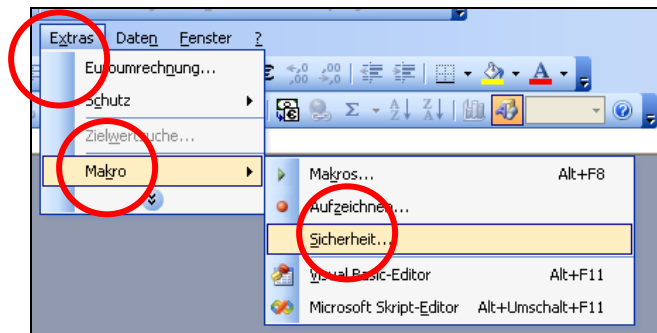 Extras Daten Fenster ?
Euroumrechnung...
Schutz
Zielwertsuche...
Makro
Makros... Alt+F8
Aufzeichnen...
Sicherheit...
Visual Basic-Editor Alt+F11
Microsoft Skript-Editor Alt+Umschalt+F11